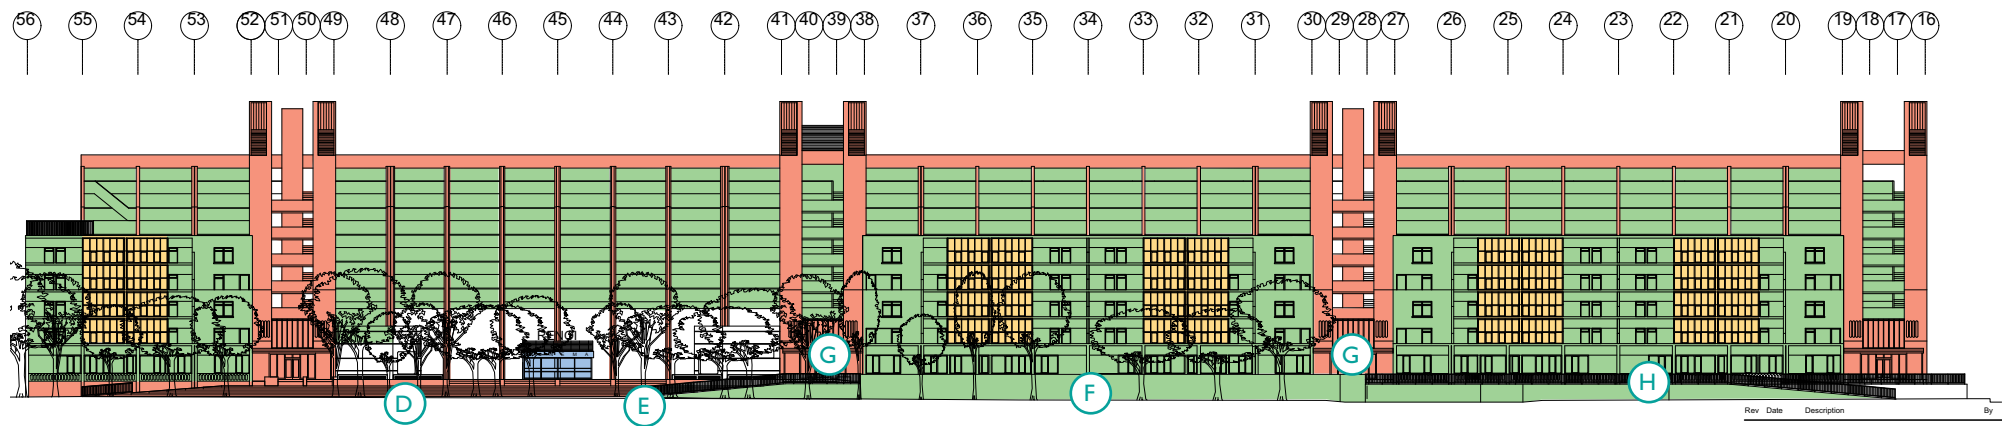 56 55 54 53 52 51 50 49 48 47 46 45 44 43 42 41 40 39 38 37 36 35 34 33 32 31 30 29 28 27 26 25 24 23 22 21 20 19 18 17 16
G G
D E F H
Rev Date Description By